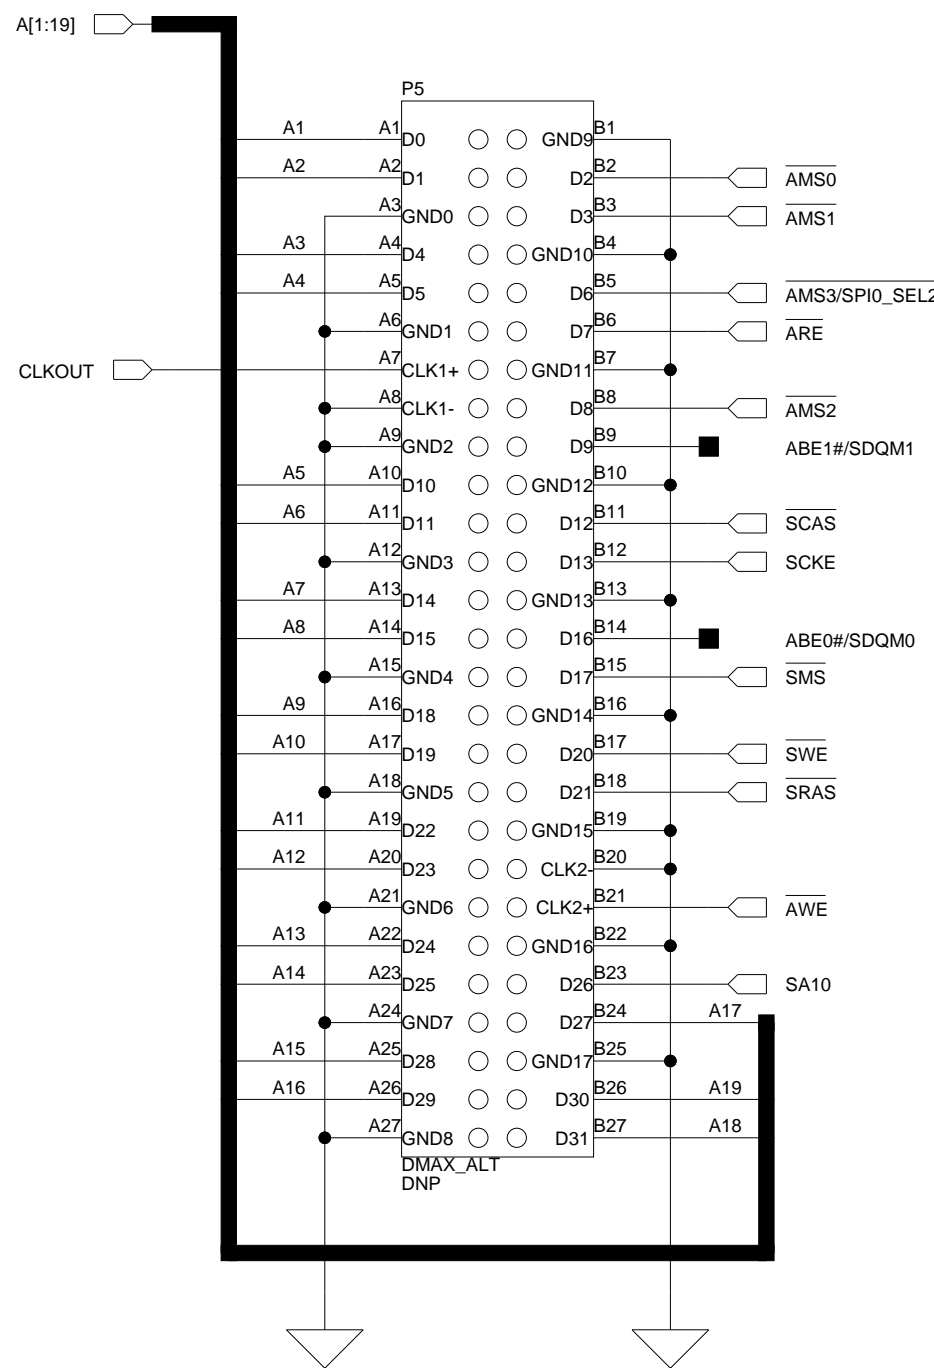 A[1:19]
P5
A1 A1 D0 GND9 B1
A2 A2 D1 D2 B2 AMS0
A3 GND0 D3 B3 AMS1
A3 A4 D4 GND10 B4
A4 A5 D5 D6 B5 AMS3/SPI0_SEL2
A6 GND1 D7 B6 ARE
CLKOUT A7 CLK1+ GND11 B7
A8 CLK1- D8 B8 AMS2
A9 GND2 D9 B9 ABE1#/SDQM1
A5 A10 D10 GND12 B10
A6 A11 D11 D12 B11 SCAS
A12 GND3 D13 B12 SCKE
A7 A13 D14 GND13 B13
A8 A14 D15 D16 B14 ABE0#/SDQM0
A15 GND4 D17 B15 SMS
A9 A16 D18 GND14 B16
A10 A17 D19 D20 B17 SWE
A18 GND5 D21 B18 SRAS
A11 A19 D22 GND15 B19
A12 A20 D23 CLK2- B20
A21 GND6 CLK2+ B21 AWE
A13 A22 D24 GND16 B22
A14 A23 D25 D26 B23 SA10
A24 GND7 D27 B24 A17
A15 A25 D28 GND17 B25
A16 A26 D29 D30 B26 A19
A27 GND8 D31 B27 A18
DMAX_ALT
DNP